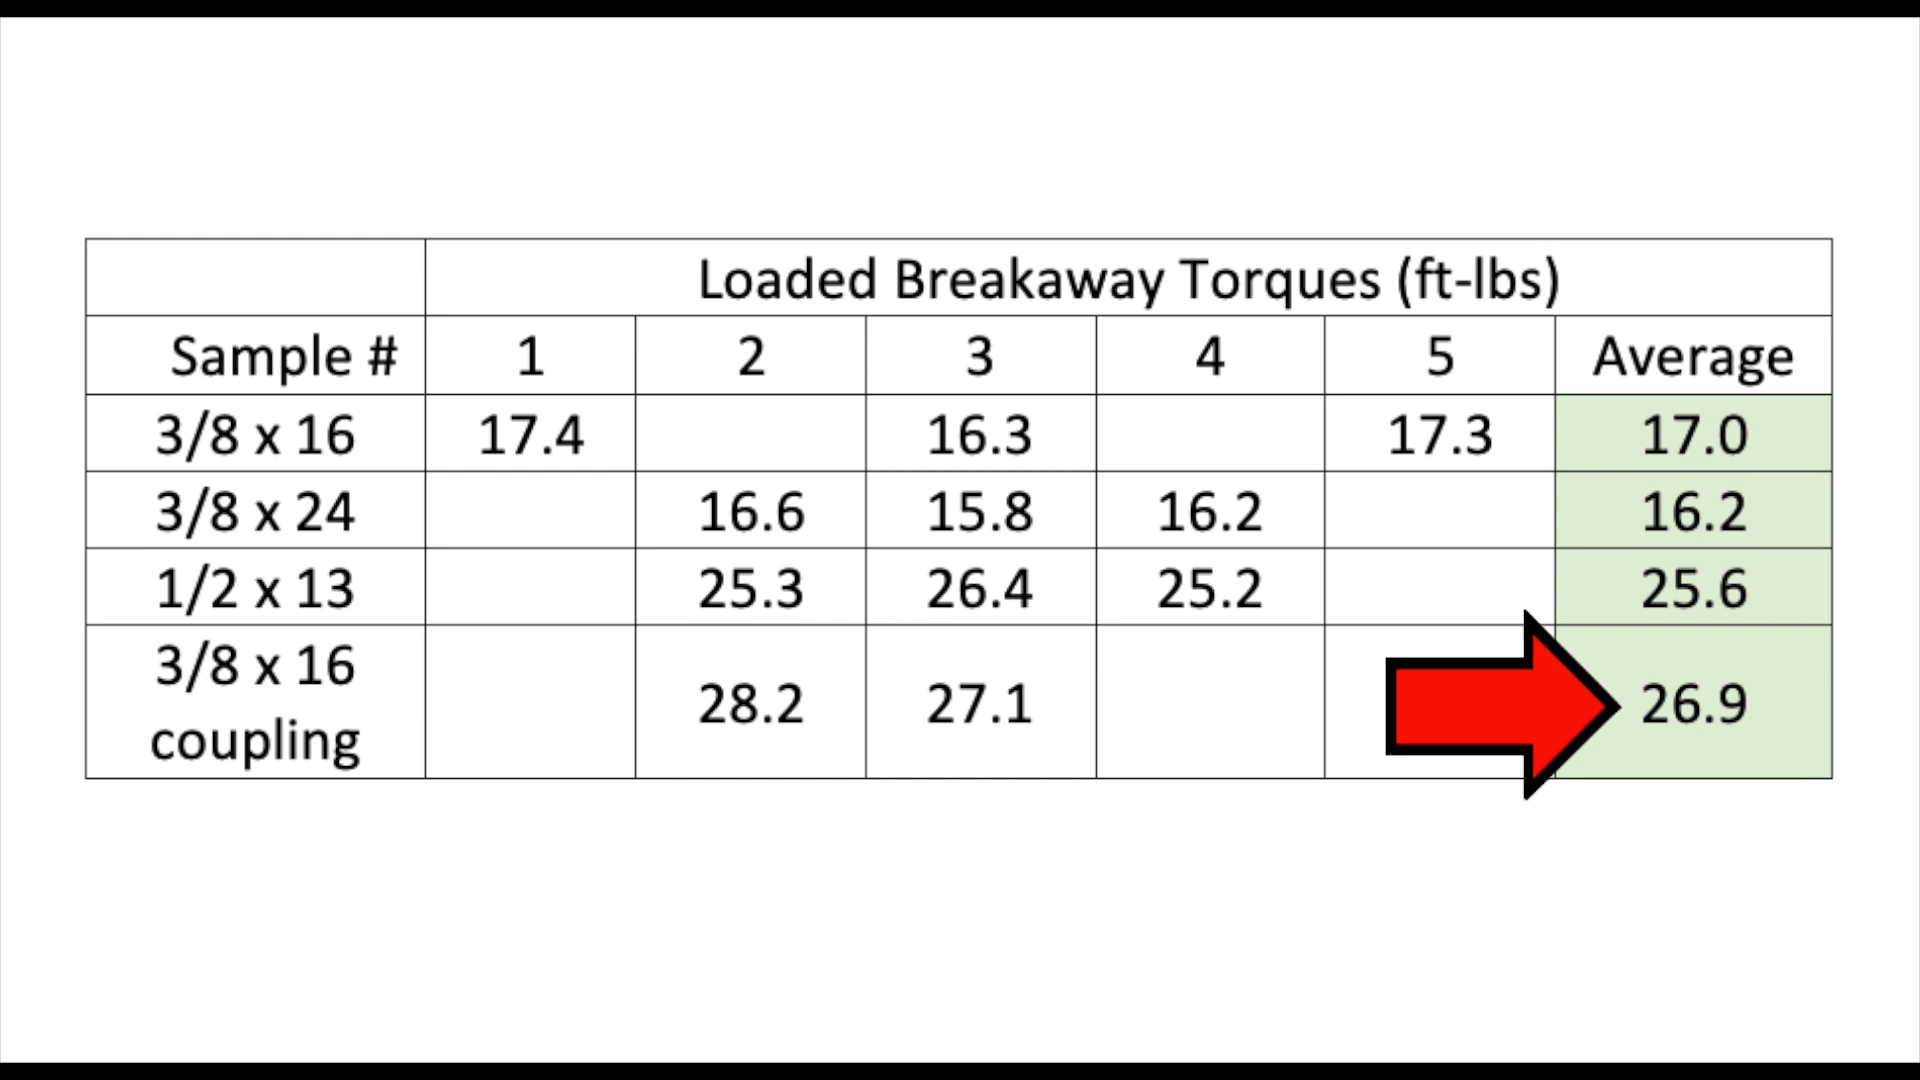 Loaded Breakaway Torques (ft-lbs)
Sample # 1 2 3 4 5 Average
3/8 x 16 17.4 16.3 17.3 17.0
3/8 x 24 16.6 15.8 16.2 16.2
1/2 x 13 25.3 26.4 25.2 25.6
3/8 x 16
coupling 28.2 27.1 26.9